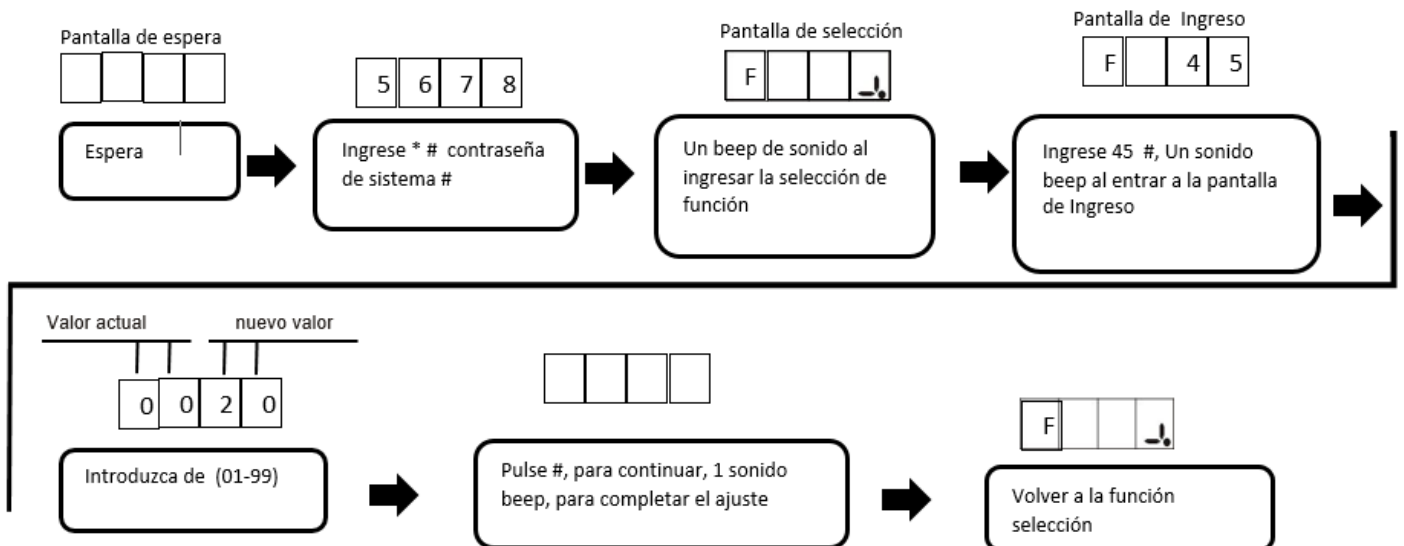 Pantalla de espera
Espera
5 6 7 8
Ingrese * # contraseña
de sistema #
Pantalla de selección
F
Un beep de sonido al
ingresar la selección de
función
Pantalla de Ingreso
F 4 5
Ingrese 45 #, Un sonido
beep al entrar a la pantalla
de Ingreso
Valor actual nuevo valor
0 0 2 0
Introduzca de (01-99)
Pulse #, para continuar, 1 sonido
beep, para completar el ajuste
F
Volver a la función
selección